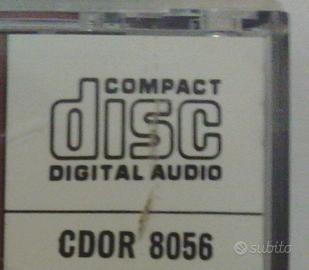 COMPACT
disc
DIGITAL AUDIO
CDOR 8056
subito